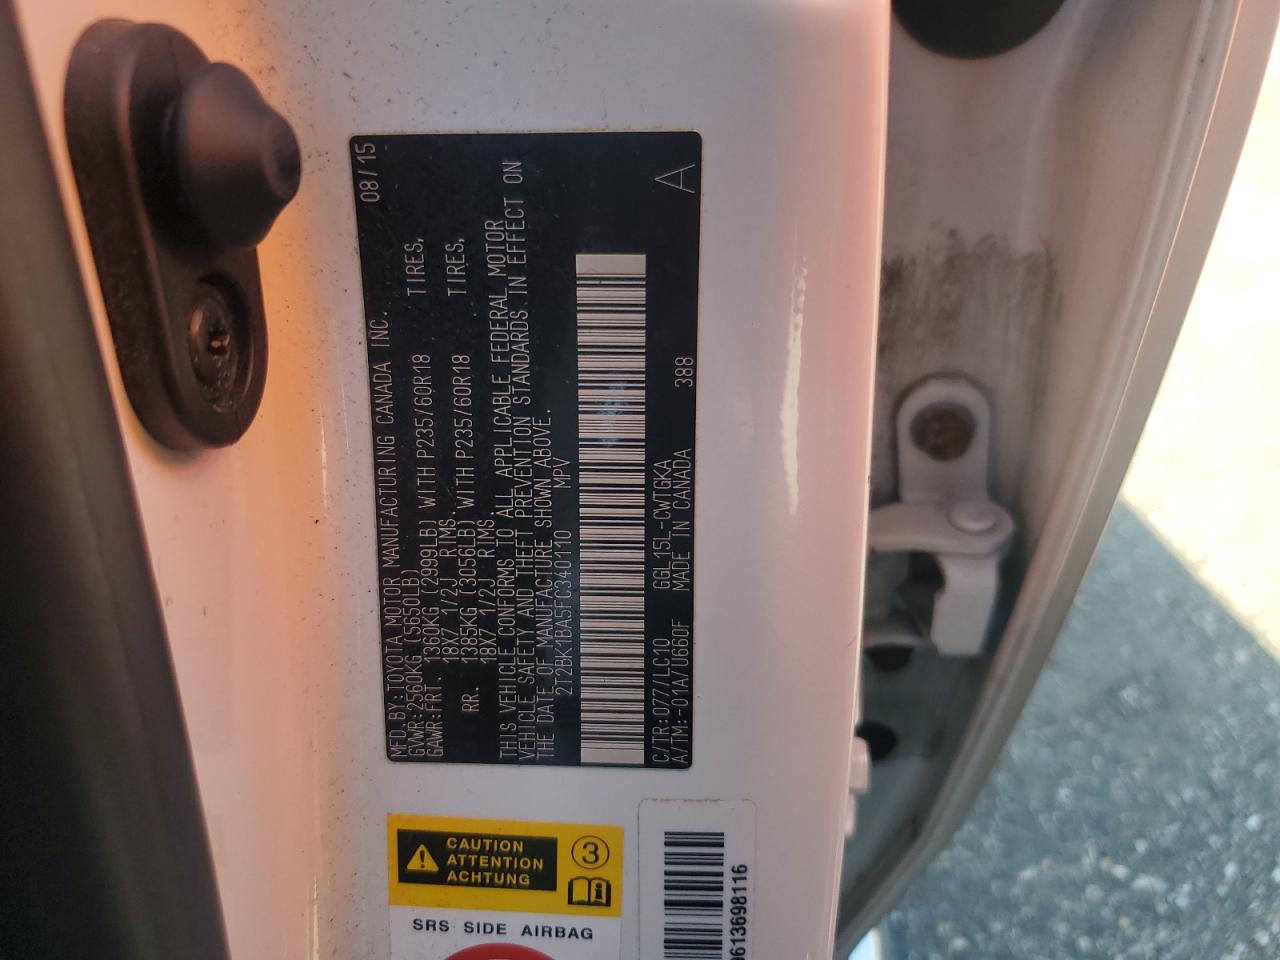 MFD.BY:TOYOTA MOTOR MANUFACTURING CANADA INC. 08/15
GVWR:2560KG (5650LB)
GAWR:FRT. 1360KG (2999LB) WITH P235/60R18 TIRES,
18X7 1/2J RIMS.
RR. 1385KG (3056LB) WITH P235/60R18 TIRES,
18X7 1/2J RIMS.
THIS VEHICLE CONFORMS TO ALL APPLICABLE FEDERAL MOTOR
VEHICLE SAFETY AND THEFT PREVENTION STANDARDS IN EFFECT ON
THE DATE OF MANUFACTURE SHOWN ABOVE.
2T2BK1BA5FC340110 MPV
C/TR:077/LC10 GGL15L-CWTGKA
A/TM:-01A/U660F MADE IN CANADA 388 A
CAUTION
ATTENTION
ACHTUNG
3
SRS SIDE AIRBAG
0613698116